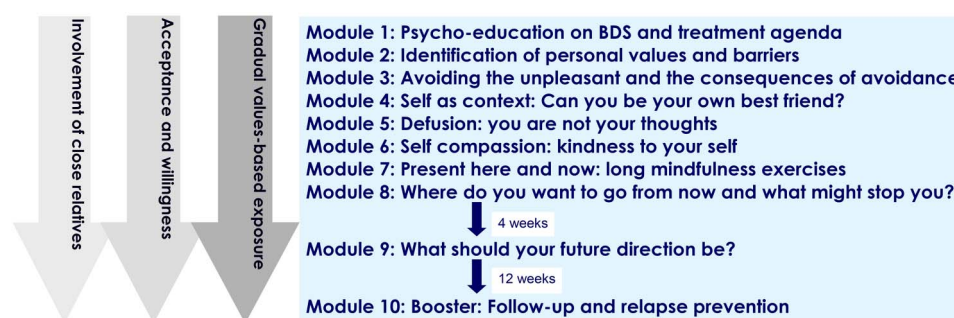 Involvement of close relatives
Acceptance and willingness
Gradual values-based exposure
Module 1: Psycho-education on BDS and treatment agenda
Module 2: Identification of personal values and barriers
Module 3: Avoiding the unpleasant and the consequences of avoidance
Module 4: Self as context: Can you be your own best friend?
Module 5: Defusion: you are not your thoughts
Module 6: Self compassion: kindness to your self
Module 7: Present here and now: long mindfulness exercises
Module 8: Where do you want to go from now and what might stop you?
4 weeks
Module 9: What should your future direction be?
12 weeks
Module 10: Booster: Follow-up and relapse prevention